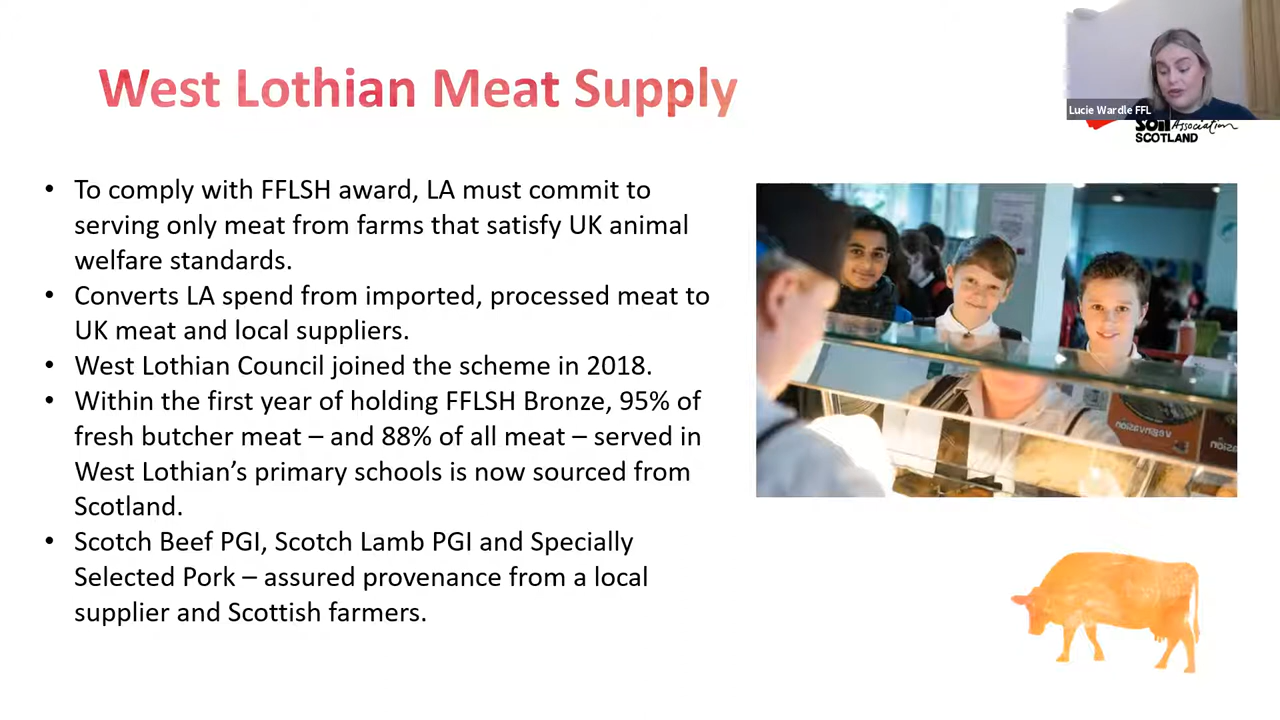 West Lothian Meat Supply
Lucie Wardle FFL
Soil Association
SCOTLAND
• To comply with FFLSH award, LA must commit to
serving only meat from farms that satisfy UK animal
welfare standards.
• Converts LA spend from imported, processed meat to
UK meat and local suppliers.
• West Lothian Council joined the scheme in 2018.
• Within the first year of holding FFLSH Bronze, 95% of
fresh butcher meat – and 88% of all meat – served in
West Lothian’s primary schools is now sourced from
Scotland.
• Scotch Beef PGI, Scotch Lamb PGI and Specially
Selected Pork – assured provenance from a local
supplier and Scottish farmers.